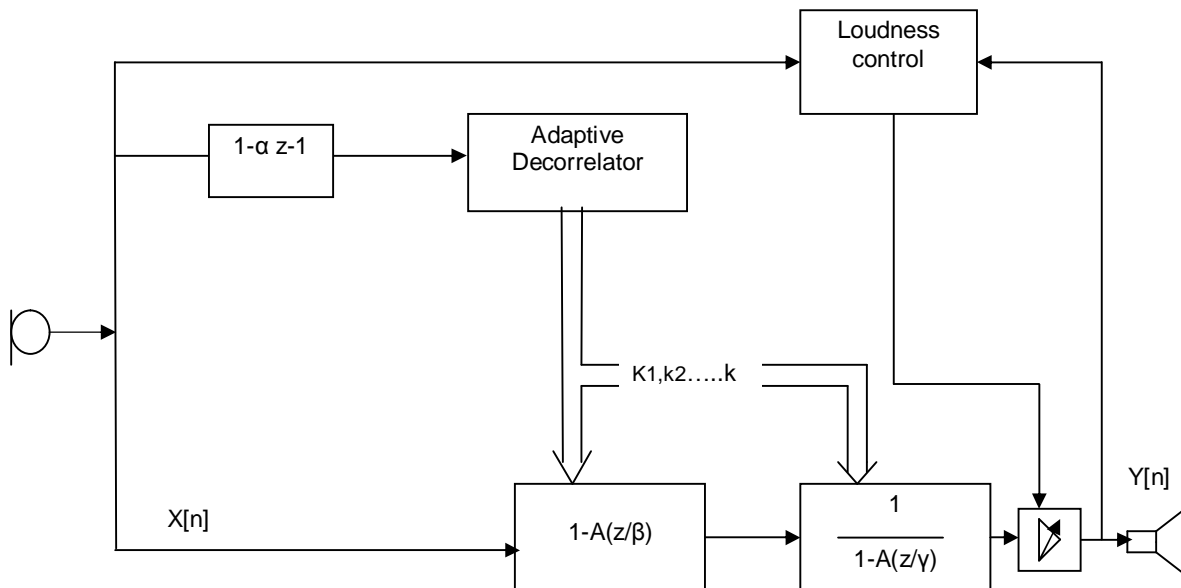 Loudness
control
1-α z-1
Adaptive
Decorrelator
K1,k2…..k
X[n]
1-A(z/β)
1
1-A(z/γ)
Y[n]